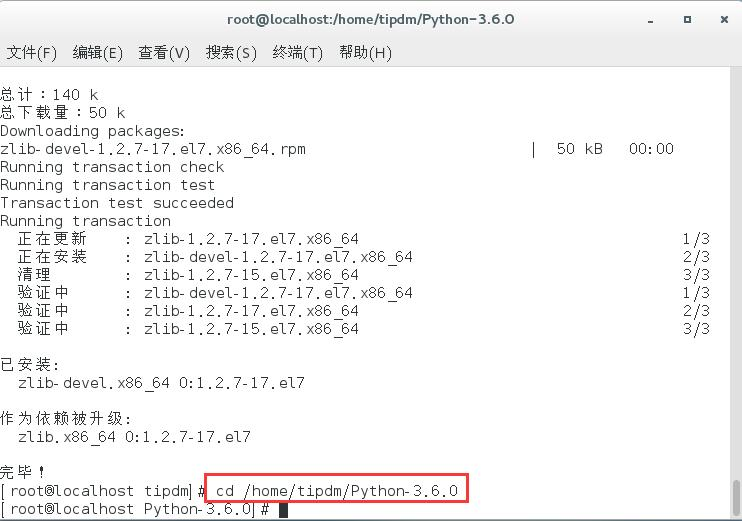 root@localhost:/home/tipdm/Python-3.6.0
文件(F) 编辑(E) 查看(V) 搜索(S) 终端(T) 帮助(H)
总计：140 k
总下载量：50 k
Downloading packages:
zlib-devel-1.2.7-17.el7.x86_64.rpm | 50 kB 00:00
Running transaction check
Running transaction test
Transaction test succeeded
Running transaction
正在更新 : zlib-1.2.7-17.el7.x86_64 1/3
正在安装 : zlib-devel-1.2.7-17.el7.x86_64 2/3
清理 : zlib-1.2.7-15.el7.x86_64 3/3
验证中 : zlib-devel-1.2.7-17.el7.x86_64 1/3
验证中 : zlib-1.2.7-17.el7.x86_64 2/3
验证中 : zlib-1.2.7-15.el7.x86_64 3/3
已安装:
zlib-devel.x86_64 0:1.2.7-17.el7
作为依赖被升级:
zlib.x86_64 0:1.2.7-17.el7
完毕！
[root@localhost tipdm]# cd /home/tipdm/Python-3.6.0
[root@localhost Python-3.6.0]#